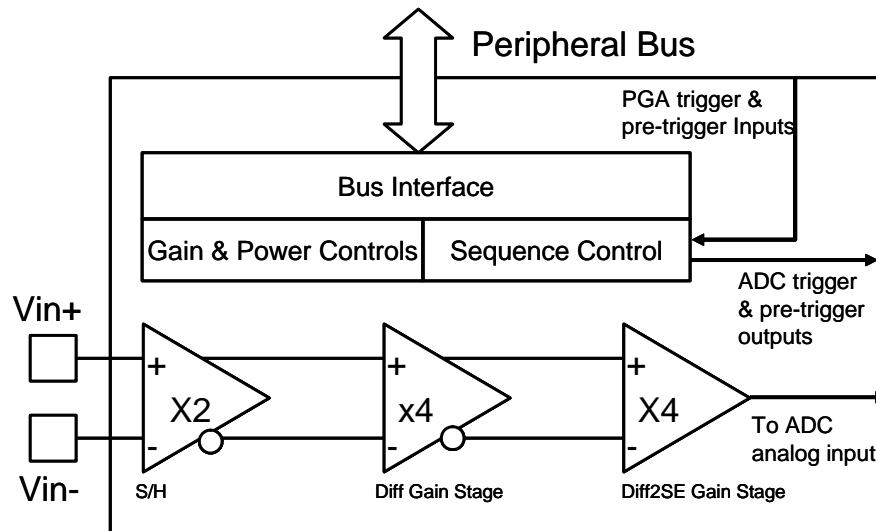 Peripheral Bus
PGA trigger &
pre-trigger Inputs
Bus Interface
Gain & Power Controls
Sequence Control
ADC trigger
& pre-trigger
outputs
Vin+
+
X2
-
+
x4
-
+
X4
-
To ADC
analog input
Vin-
S/H
Diff Gain Stage
Diff2SE Gain Stage